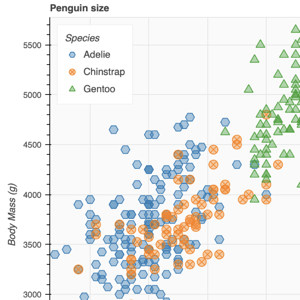 Penguin size
Species
Adelie
Chinstrap
Gentoo
5500
5000
4500
4000
3500
3000
Body Mass (g)